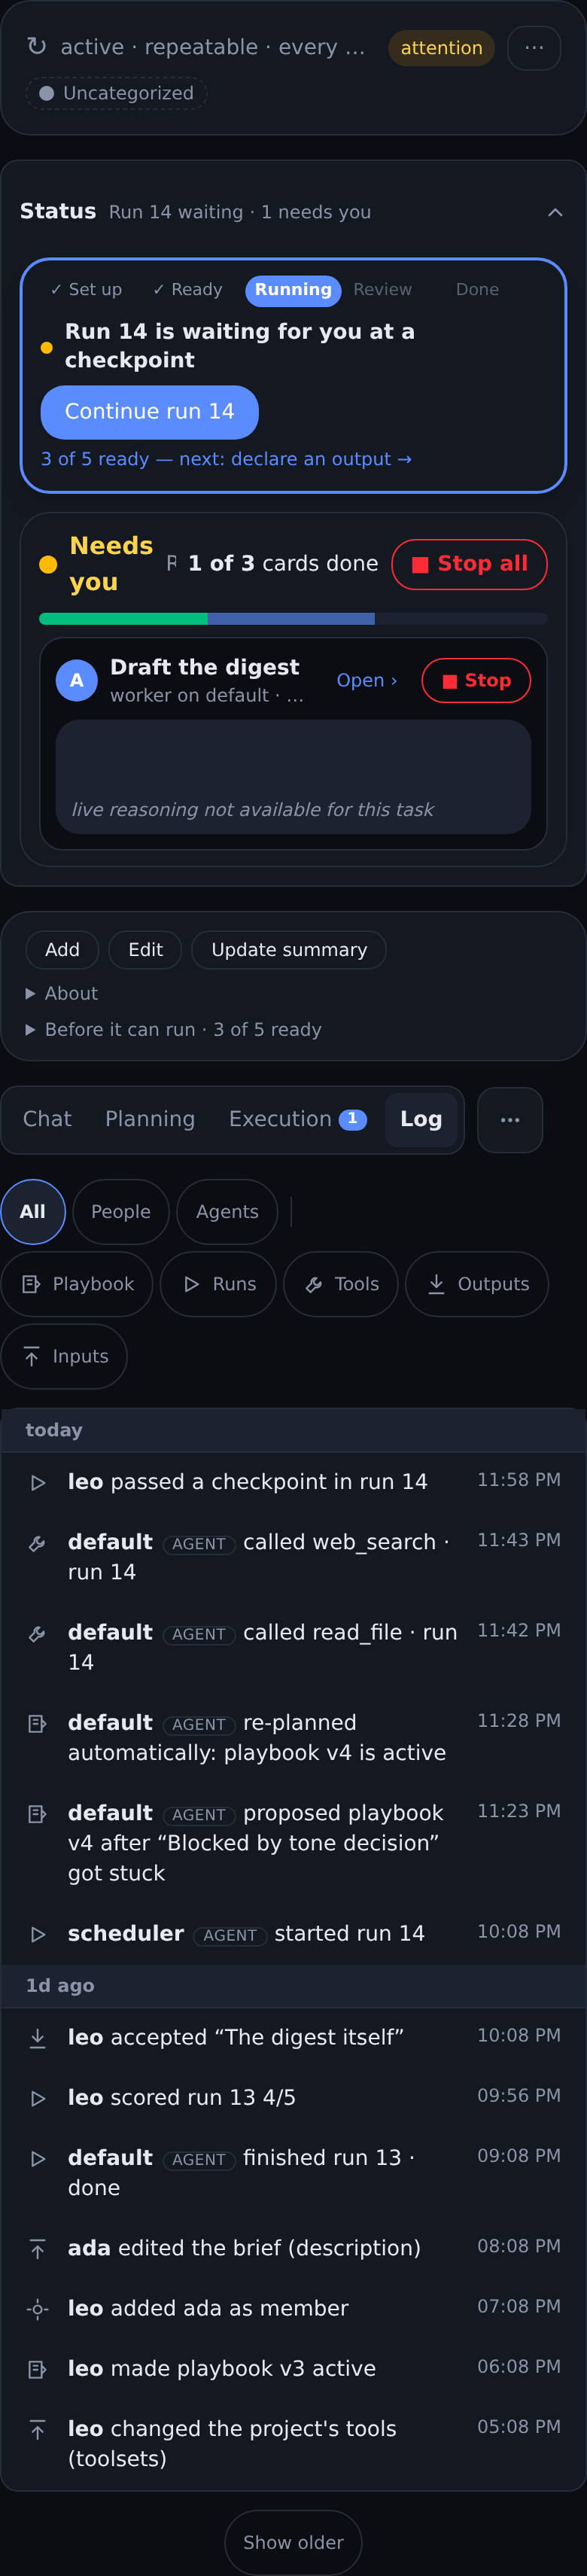 ↻ active · repeatable · every … attention ⋯
Uncategorized
Status Run 14 waiting · 1 needs you
✓ Set up ✓ Ready Running Review Done
Run 14 is waiting for you at a
checkpoint
Continue run 14
3 of 5 ready — next: declare an output →
Needs
you
1 of 3 cards done ■ Stop all
A Draft the digest
worker on default · …
Open › ■ Stop
live reasoning not available for this task
Add Edit Update summary
▶ About
▶ Before it can run · 3 of 5 ready
Chat Planning Execution 1 Log ⋯
All People Agents
Playbook Runs Tools Outputs
Inputs
today
leo passed a checkpoint in run 14 11:58 PM
default AGENT called web_search · 11:43 PM
run 14
default AGENT called read_file · run 11:42 PM
14
default AGENT re-planned 11:28 PM
automatically: playbook v4 is active
default AGENT proposed playbook 11:23 PM
v4 after “Blocked by tone decision”
got stuck
scheduler AGENT started run 14 10:08 PM
1d ago
leo accepted “The digest itself” 10:08 PM
leo scored run 13 4/5 09:56 PM
default AGENT finished run 13 · 09:08 PM
done
ada edited the brief (description) 08:08 PM
leo added ada as member 07:08 PM
leo made playbook v3 active 06:08 PM
leo changed the project's tools 05:08 PM
(toolsets)
Show older